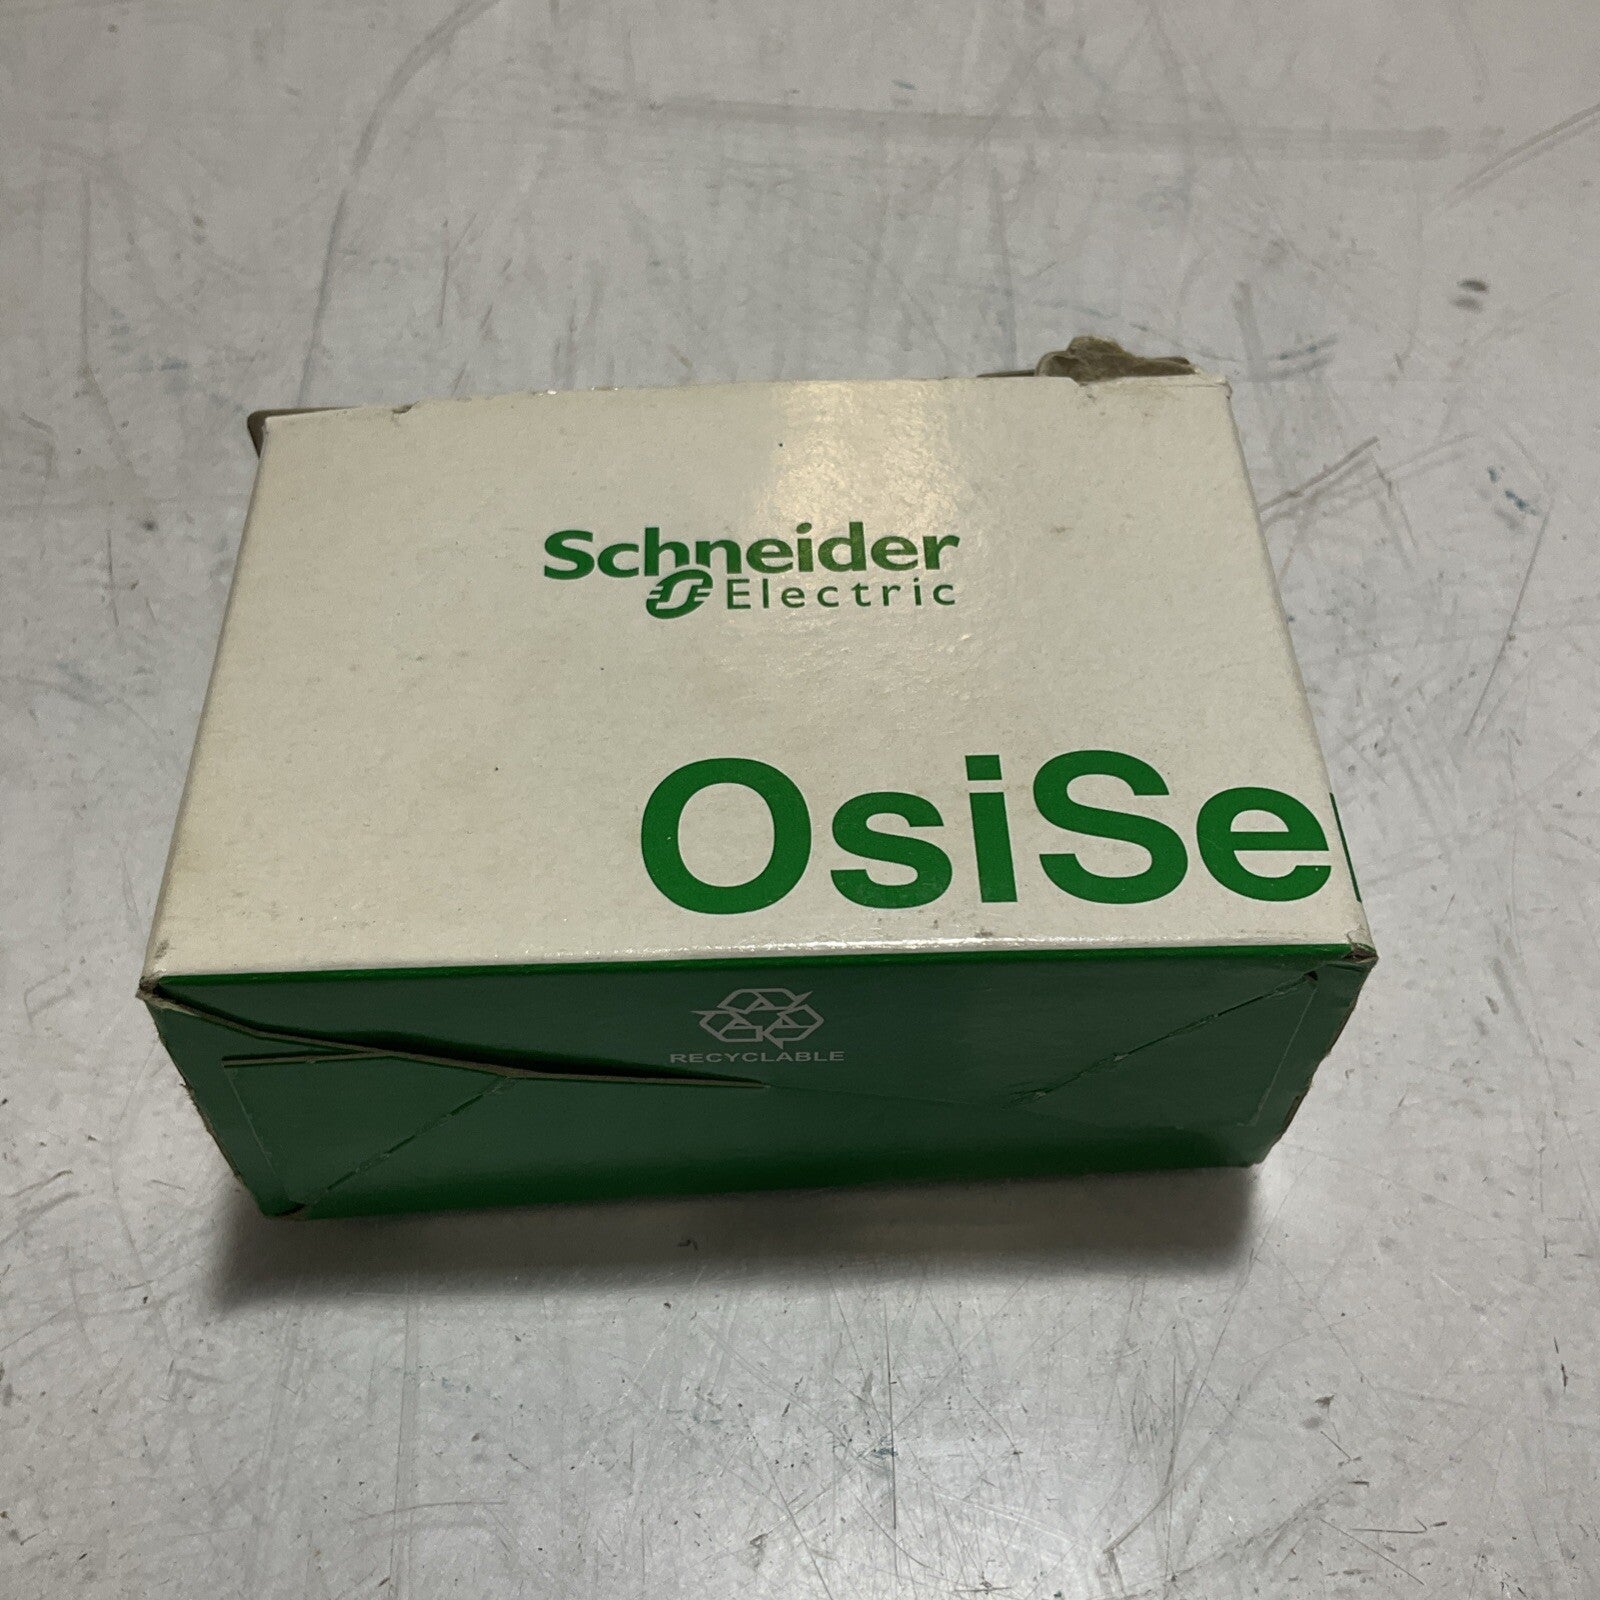 Schneider
Electric
OsiSe
RECYCLABLE